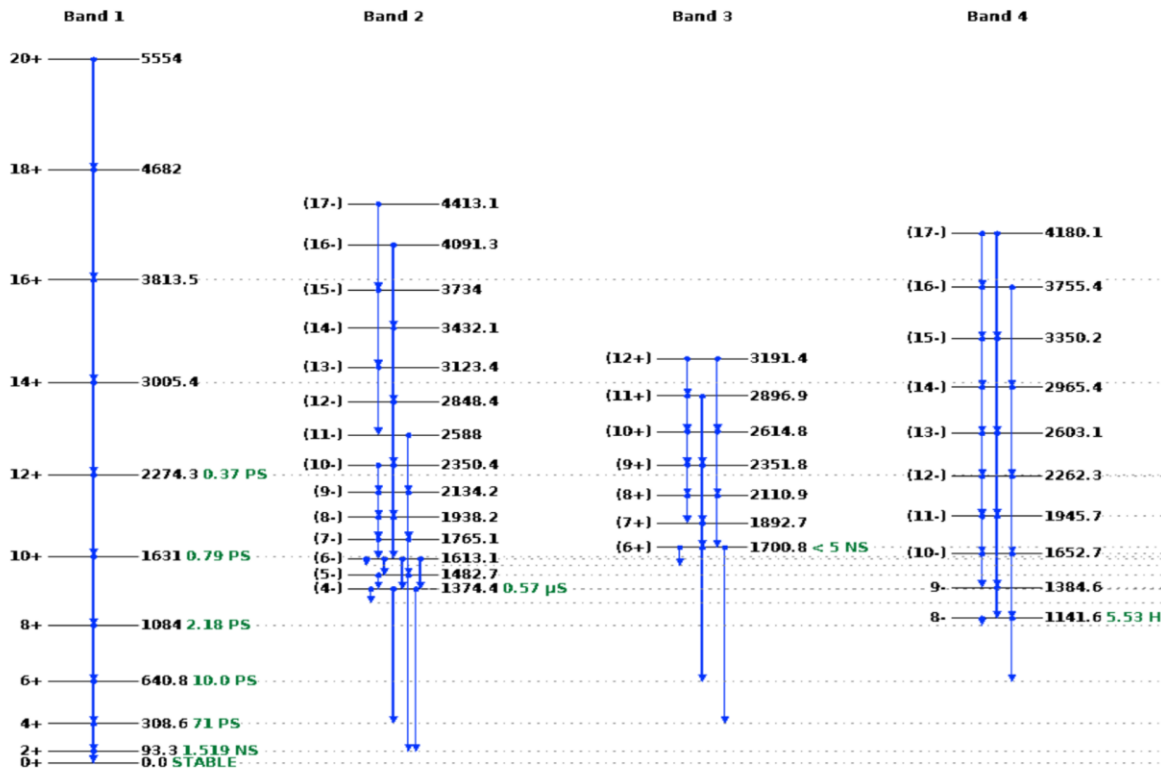 Band 1 Band 2 Band 3 Band 4
20+ 5554
18+ 4682
(17-) 4413.1
(17-) 4180.1
(16-) 4091.3
16+ 3813.5
(16-) 3755.4
(15-) 3734
(14-) 3432.1
(15-) 3350.2
(12+) 3191.4
(13-) 3123.4
14+ 3005.4
(14-) 2965.4
(11+) 2896.9
(12-) 2848.4
(10+) 2614.8
(13-) 2603.1
(11-) 2588
(9+) 2351.8
(10-) 2350.4
12+ 2274.3 0.37 PS
(12-) 2262.3
(9-) 2134.2
(8+) 2110.9
(11-) 1945.7
(8-) 1938.2
(7+) 1892.7
(7-) 1765.1
(6+) 1700.8 < 5 NS
(10-) 1652.7
10+ 1631 0.79 PS
(6-) 1613.1
(5-) 1482.7
9- 1384.6
(4-) 1374.4 0.57 μS
8- 1141.6 5.53 H
8+ 1084 2.18 PS
6+ 640.8 10.0 PS
4+ 308.6 71 PS
2+ 93.3 1.519 NS
0+ 0.0 STABLE